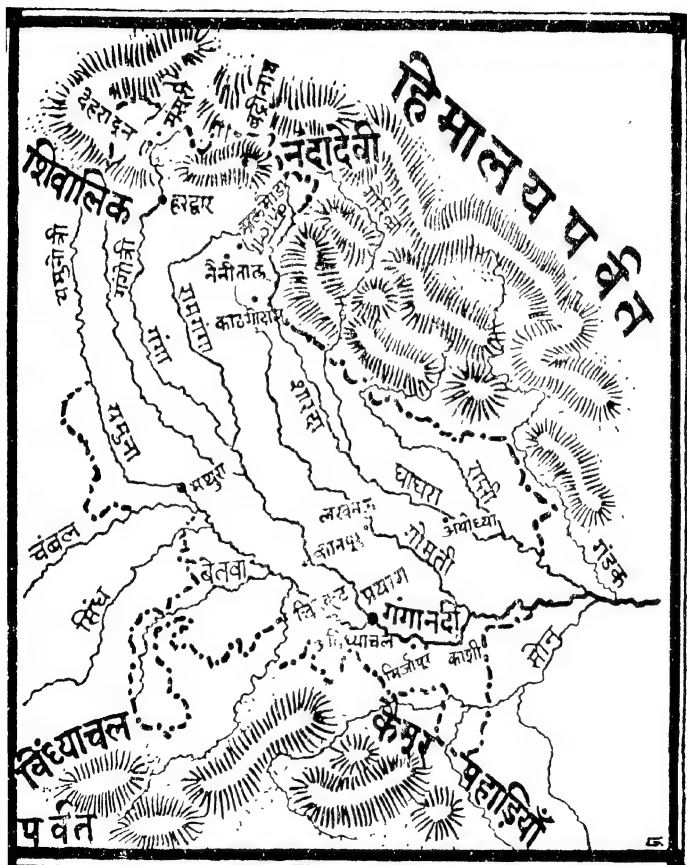 हिमालय पर्वत
देहरादून
मंसूरी
बद्रीनाथ
नंदादेवी
शिवालिक
हरद्वार
यमुनोत्री
गंगोत्री
नैनीताल
काठगोदाम
रामगंगा
गंगा
शारदा
यमुना
मथुरा
घाघरा
राप्ती
अयोध्या
गंडक
लखनऊ
गोमती
कानपुर
चंबल
सिंध
बेतवा
प्रयाग
गंगा नदी
विंध्याचल
मिर्जापुर
काशी
सोन
विंध्याचल
पर्वत
कैमूर पहाड़ियाँ